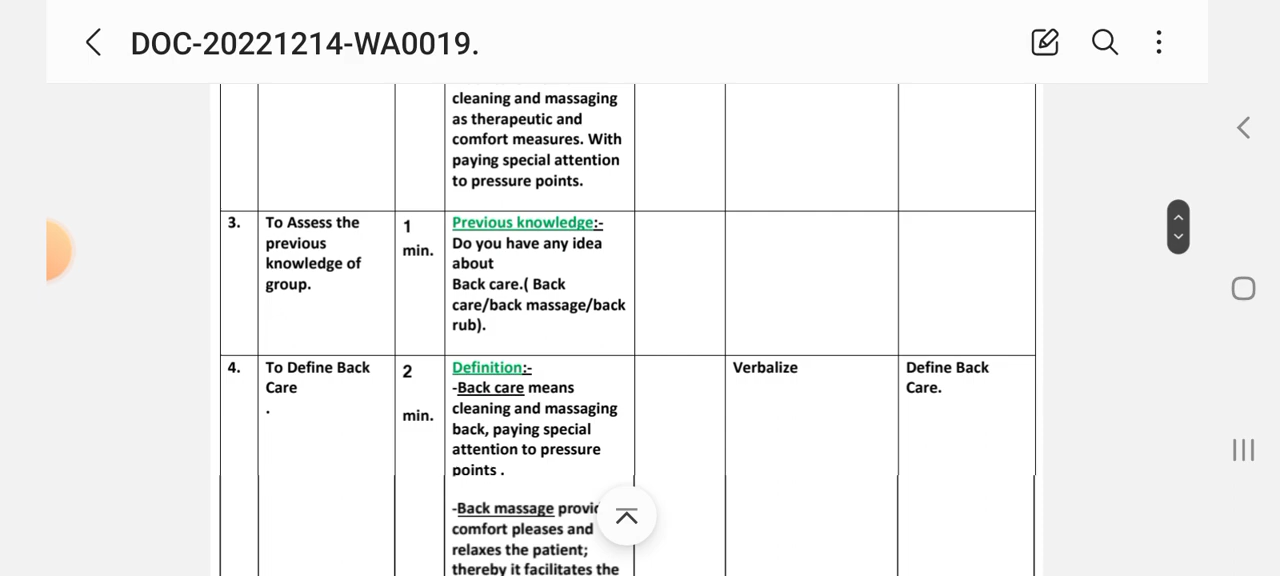 DOC-20221214-WA0019.
cleaning and massaging
as therapeutic and
comfort measures. With
paying special attention
to pressure points.
3.
To Assess the
previous
knowledge of
group.
1
min.
Previous knowledge:-
Do you have any idea
about
Back care.( Back
care/back massage/back
rub).
4.
To Define Back
Care
.
2
min.
Definition:-
-Back care means
cleaning and massaging
back, paying special
attention to pressure
points .
-Back massage
comfort pleases and
relaxes the patient;
thereby it facilitates the
Verbalize
Define Back
Care.